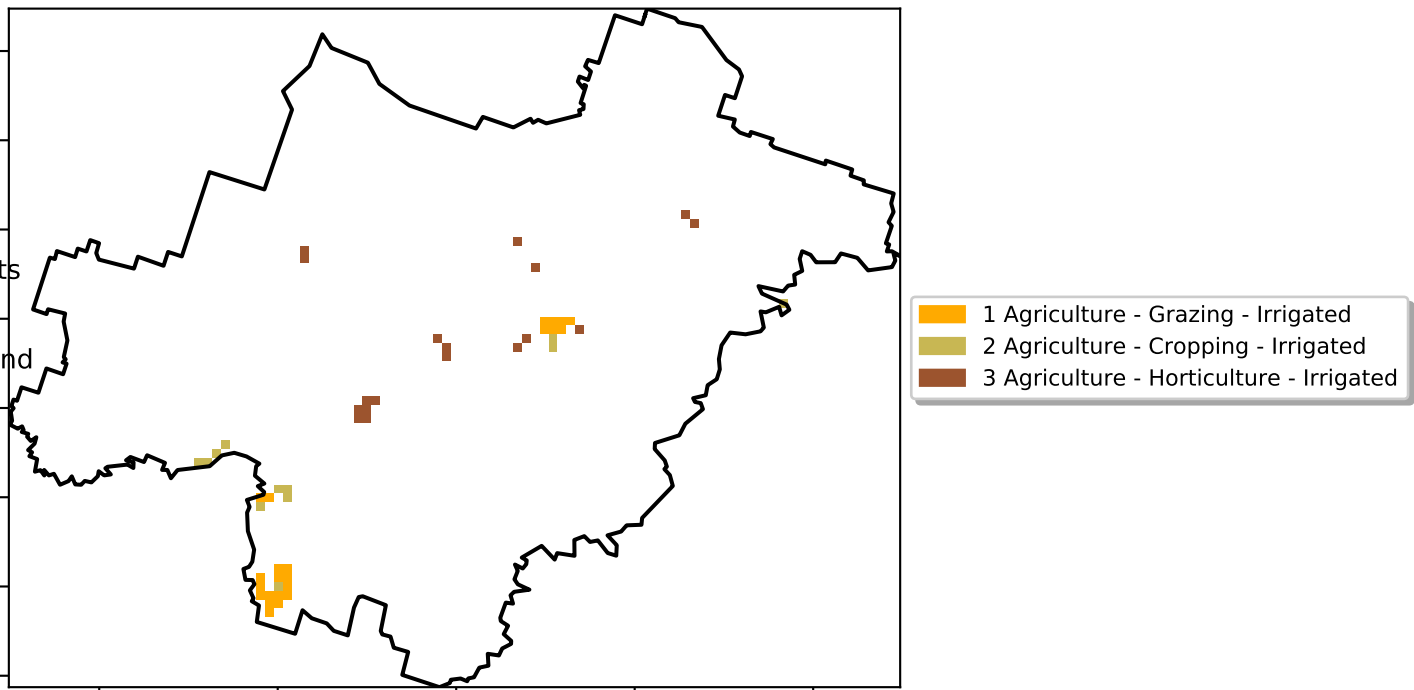 ts
nd
1 Agriculture - Grazing - Irrigated
2 Agriculture - Cropping - Irrigated
3 Agriculture - Horticulture - Irrigated